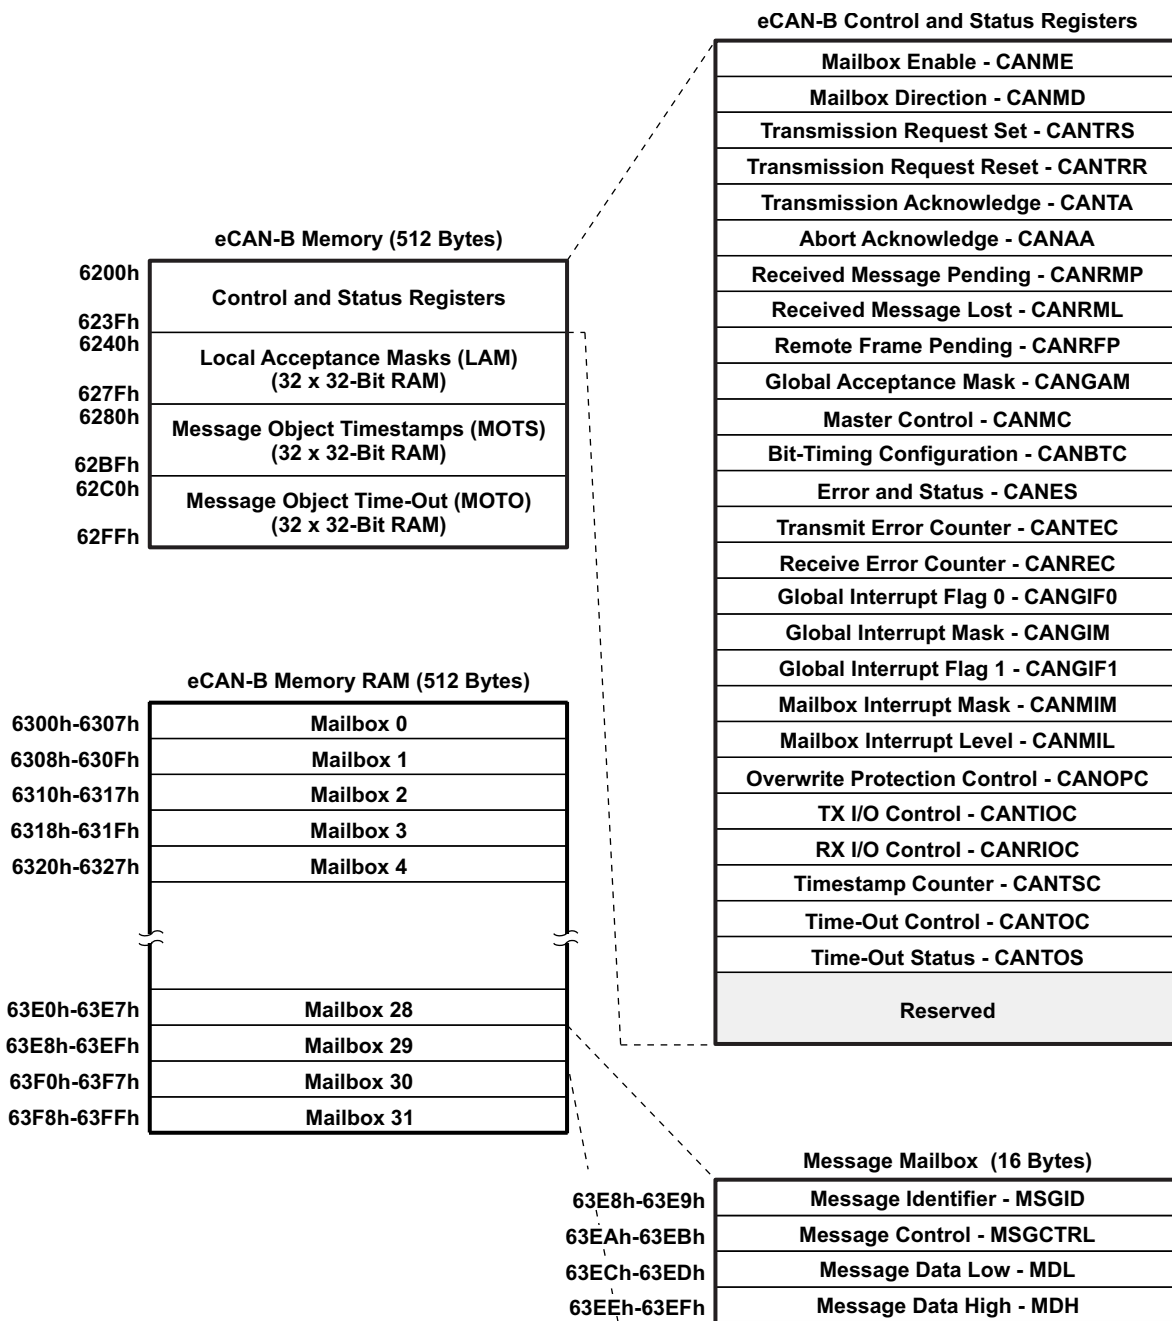 eCAN-B Control and Status Registers
Mailbox Enable - CANME
Mailbox Direction - CANMD
Transmission Request Set - CANTRS
Transmission Request Reset - CANTRR
Transmission Acknowledge - CANTA
Abort Acknowledge - CANAA
Received Message Pending - CANRMP
Received Message Lost - CANRML
Remote Frame Pending - CANRFP
Global Acceptance Mask - CANGAM
Master Control - CANMC
Bit-Timing Configuration - CANBTC
Error and Status - CANES
Transmit Error Counter - CANTEC
Receive Error Counter - CANREC
Global Interrupt Flag 0 - CANGIF0
Global Interrupt Mask - CANGIM
Global Interrupt Flag 1 - CANGIF1
Mailbox Interrupt Mask - CANMIM
Mailbox Interrupt Level - CANMIL
Overwrite Protection Control - CANOPC
TX I/O Control - CANTIOC
RX I/O Control - CANRIOC
Timestamp Counter - CANTSC
Time-Out Control - CANTOC
Time-Out Status - CANTOS
Reserved
eCAN-B Memory (512 Bytes)
6200h
Control and Status Registers
623Fh
6240h
Local Acceptance Masks (LAM)
(32 x 32-Bit RAM)
627Fh
6280h
Message Object Timestamps (MOTS)
(32 x 32-Bit RAM)
62BFh
62C0h
Message Object Time-Out (MOTO)
(32 x 32-Bit RAM)
62FFh
eCAN-B Memory RAM (512 Bytes)
6300h-6307h Mailbox 0
6308h-630Fh Mailbox 1
6310h-6317h Mailbox 2
6318h-631Fh Mailbox 3
6320h-6327h Mailbox 4
63E0h-63E7h Mailbox 28
63E8h-63EFh Mailbox 29
63F0h-63F7h Mailbox 30
63F8h-63FFh Mailbox 31
Message Mailbox (16 Bytes)
63E8h-63E9h Message Identifier - MSGID
63EAh-63EBh Message Control - MSGCTRL
63ECh-63EDh Message Data Low - MDL
63EEh-63EFh Message Data High - MDH